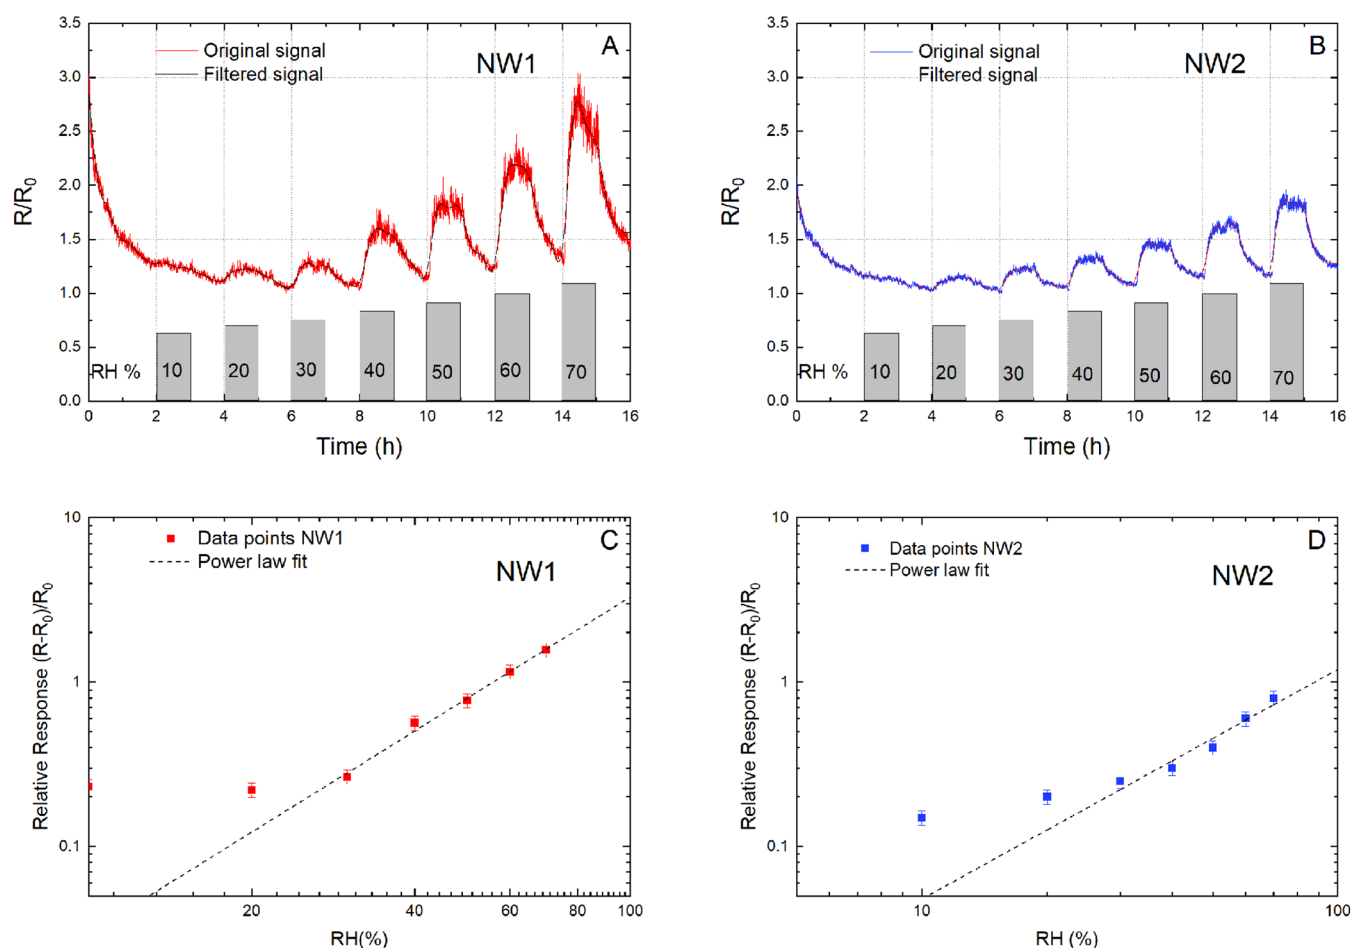 A
NW1
Original signal
Filtered signal
R/R0
3.5
3.0
2.5
2.0
1.5
1.0
0.5
0.0
RH %
10
20
30
40
50
60
70
0 2 4 6 8 10 12 14 16
Time (h)
B
NW2
Original signal
Filtered signal
R/R0
3.5
3.0
2.5
2.0
1.5
1.0
0.5
0.0
RH %
10
20
30
40
50
60
70
0 2 4 6 8 10 12 14 16
Time (h)
C
NW1
Data points NW1
Power law fit
Relative Response (R-R0)/R0
10
1
0.1
20 40 60 80 100
RH(%)
D
NW2
Data points NW2
Power law fit
Relative Response (R-R0)/R0
10
1
0.1
10 100
RH (%)